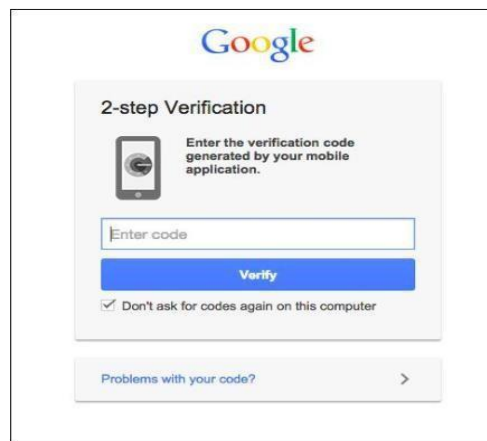 Google
2-step Verification
Enter the verification code
generated by your mobile
application.
Enter code
Verify
Don't ask for codes again on this computer
Problems with your code?